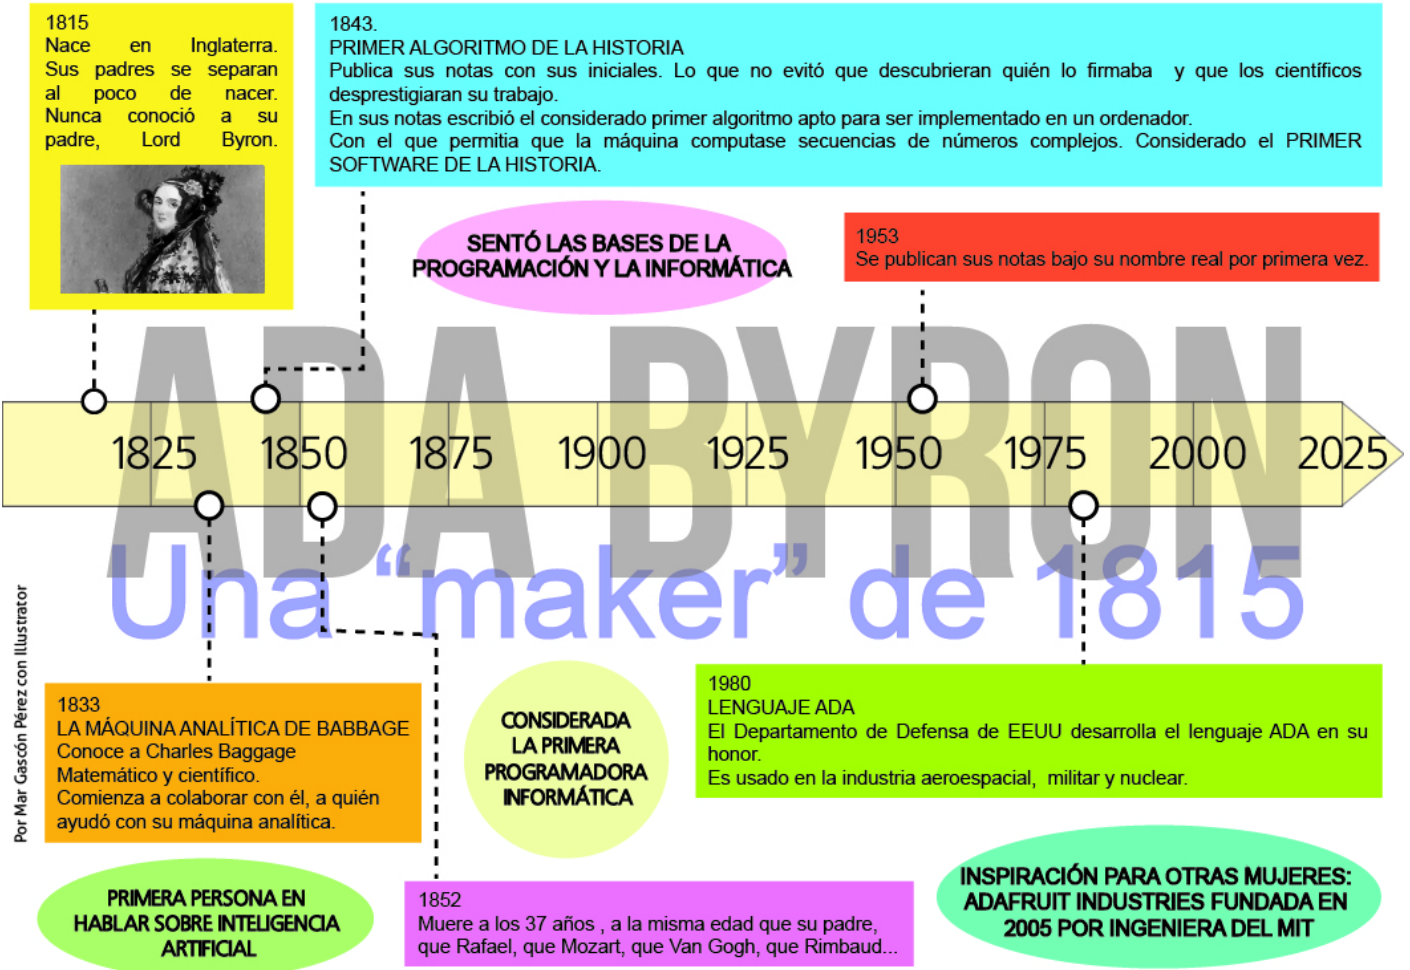 1815
Nace en Inglaterra.
Sus padres se separan
al poco de nacer.
Nunca conoció a su
padre, Lord Byron.
1843.
PRIMER ALGORITMO DE LA HISTORIA
Publica sus notas con sus iniciales. Lo que no evitó que descubrieran quién lo firmaba y que los científicos
desprestigiaran su trabajo.
En sus notas escribió el considerado primer algoritmo apto para ser implementado en un ordenador.
Con el que permitia que la máquina computase secuencias de números complejos. Considerado el PRIMER
SOFTWARE DE LA HISTORIA.
SENTÓ LAS BASES DE LA
PROGRAMACIÓN Y LA INFORMÁTICA
1953
Se publican sus notas bajo su nombre real por primera vez.
ADA BYRON
1825 1850 1875 1900 1925 1950 1975 2000 2025
Una “maker” de 1815
Por Mar Gascón Pérez con Illustrator
1833
LA MÁQUINA ANALÍTICA DE BABBAGE
Conoce a Charles Baggage
Matemático y científico.
Comienza a colaborar con él, a quién
ayudó con su máquina analítica.
CONSIDERADA
LA PRIMERA
PROGRAMADORA
INFORMÁTICA
1980
LENGUAJE ADA
El Departamento de Defensa de EEUU desarrolla el lenguaje ADA en su
honor.
Es usado en la industria aeroespacial, militar y nuclear.
PRIMERA PERSONA EN
HABLAR SOBRE INTELIGENCIA
ARTIFICIAL
1852
Muere a los 37 años , a la misma edad que su padre,
que Rafael, que Mozart, que Van Gogh, que Rimbaud...
INSPIRACIÓN PARA OTRAS MUJERES:
ADAFRUIT INDUSTRIES FUNDADA EN
2005 POR INGENIERA DEL MIT